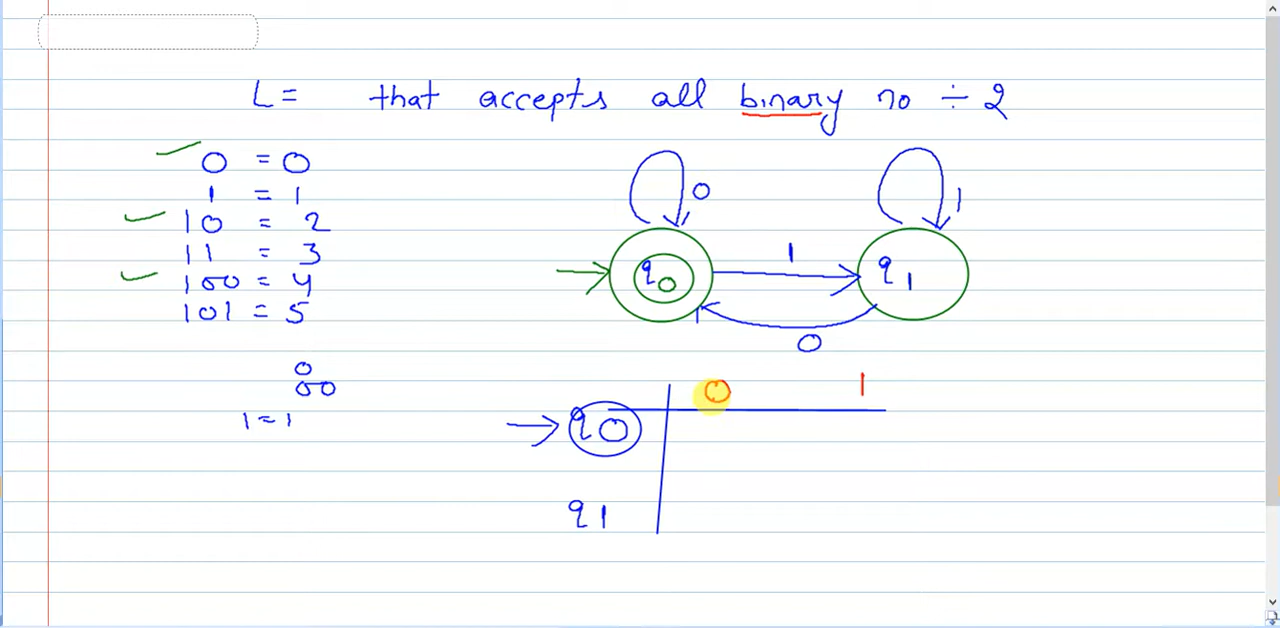 L = that accepts all binary no ÷ 2
0 = 0
1 = 1
10 = 2
11 = 3
100 = 4
101 = 5
0
00
1 = 1
0
1
q0
1
q1
0
0 1
q0
q1